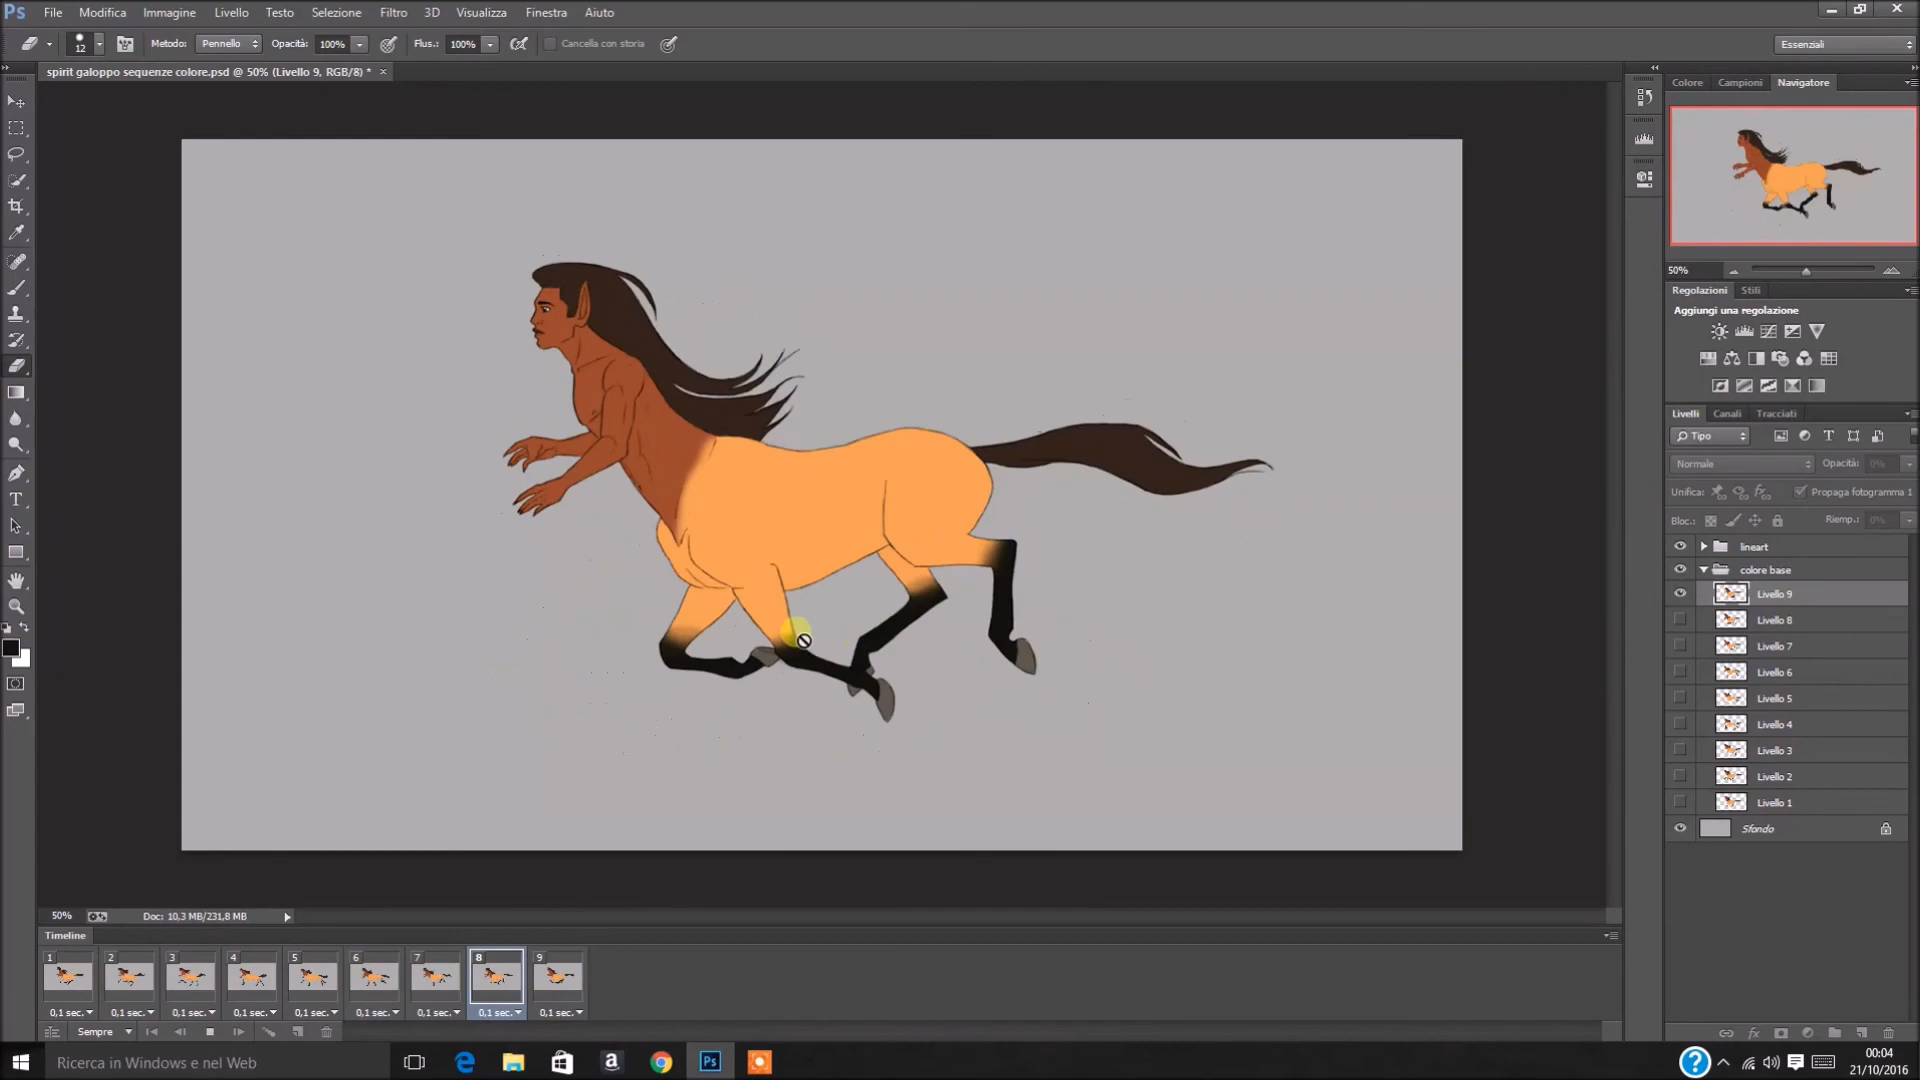 Ps File Modifica Immagine Livello Testo Selezione Filtro 3D Visualizza Finestra Aiuto
12 Metodo: Pennello Opacità: 100% Flus.: 100% Cancella con storia Essenziali
spirit galoppo sequenze colore.psd @ 50% (Livello 9, RGB/8) * ×
Colore Campioni Navigatore
50%
Regolazioni Stili
Aggiungi una regolazione
Livelli Canali Tracciati
Tipo
Normale Opacità: 0%
Unifica: Propaga fotogramma 1
Bloc.: Riemp.: 0%
lineart
colore base
Livello 9
Livello 8
Livello 7
Livello 6
Livello 5
Livello 4
Livello 3
Livello 2
Livello 1
Sfondo
50% Doc: 10,3 MB/231,8 MB
Timeline
1 2 3 4 5 6 7 8 9
0,1 sec. 0,1 sec. 0,1 sec. 0,1 sec. 0,1 sec. 0,1 sec. 0,1 sec. 0,1 sec. 0,1 sec.
Sempre
fx
Ricerca in Windows e nel Web
Ps
00:04
21/10/2016